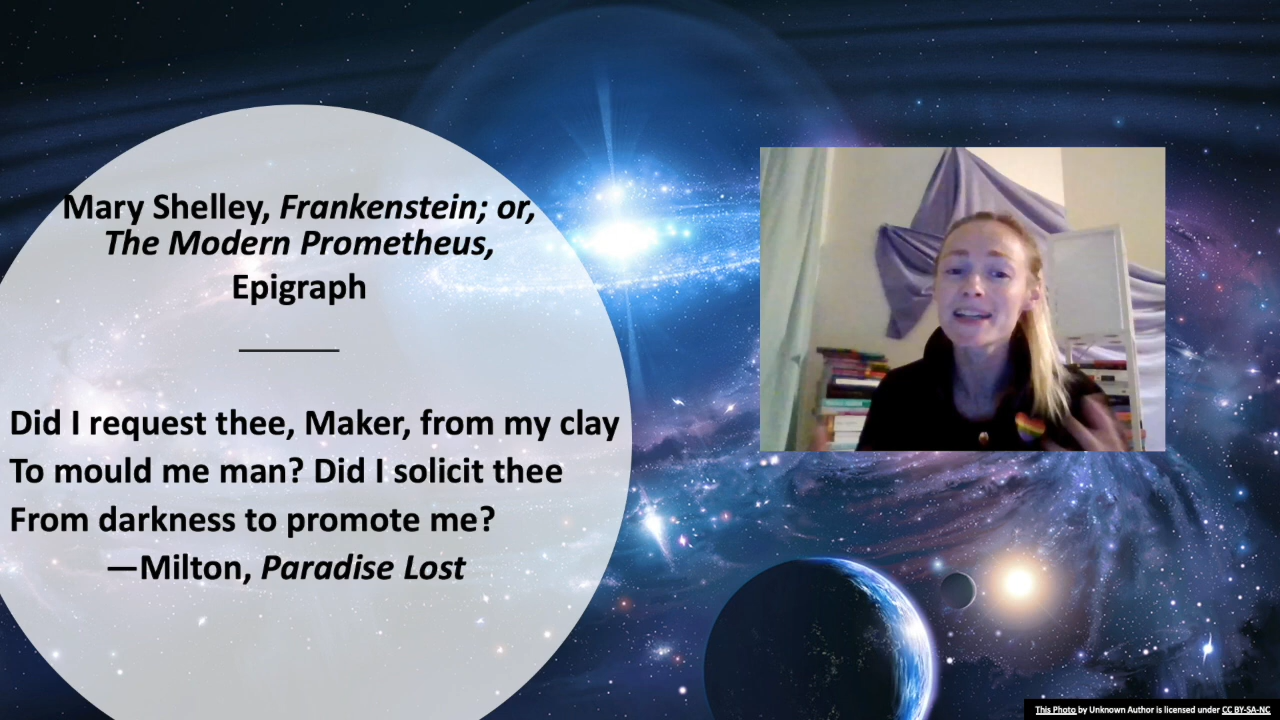 Mary Shelley, Frankenstein; or,
The Modern Prometheus,
Epigraph
Did I request thee, Maker, from my clay
To mould me man? Did I solicit thee
From darkness to promote me?
—Milton, Paradise Lost
This Photo by Unknown Author is licensed under CC BY-SA-NC